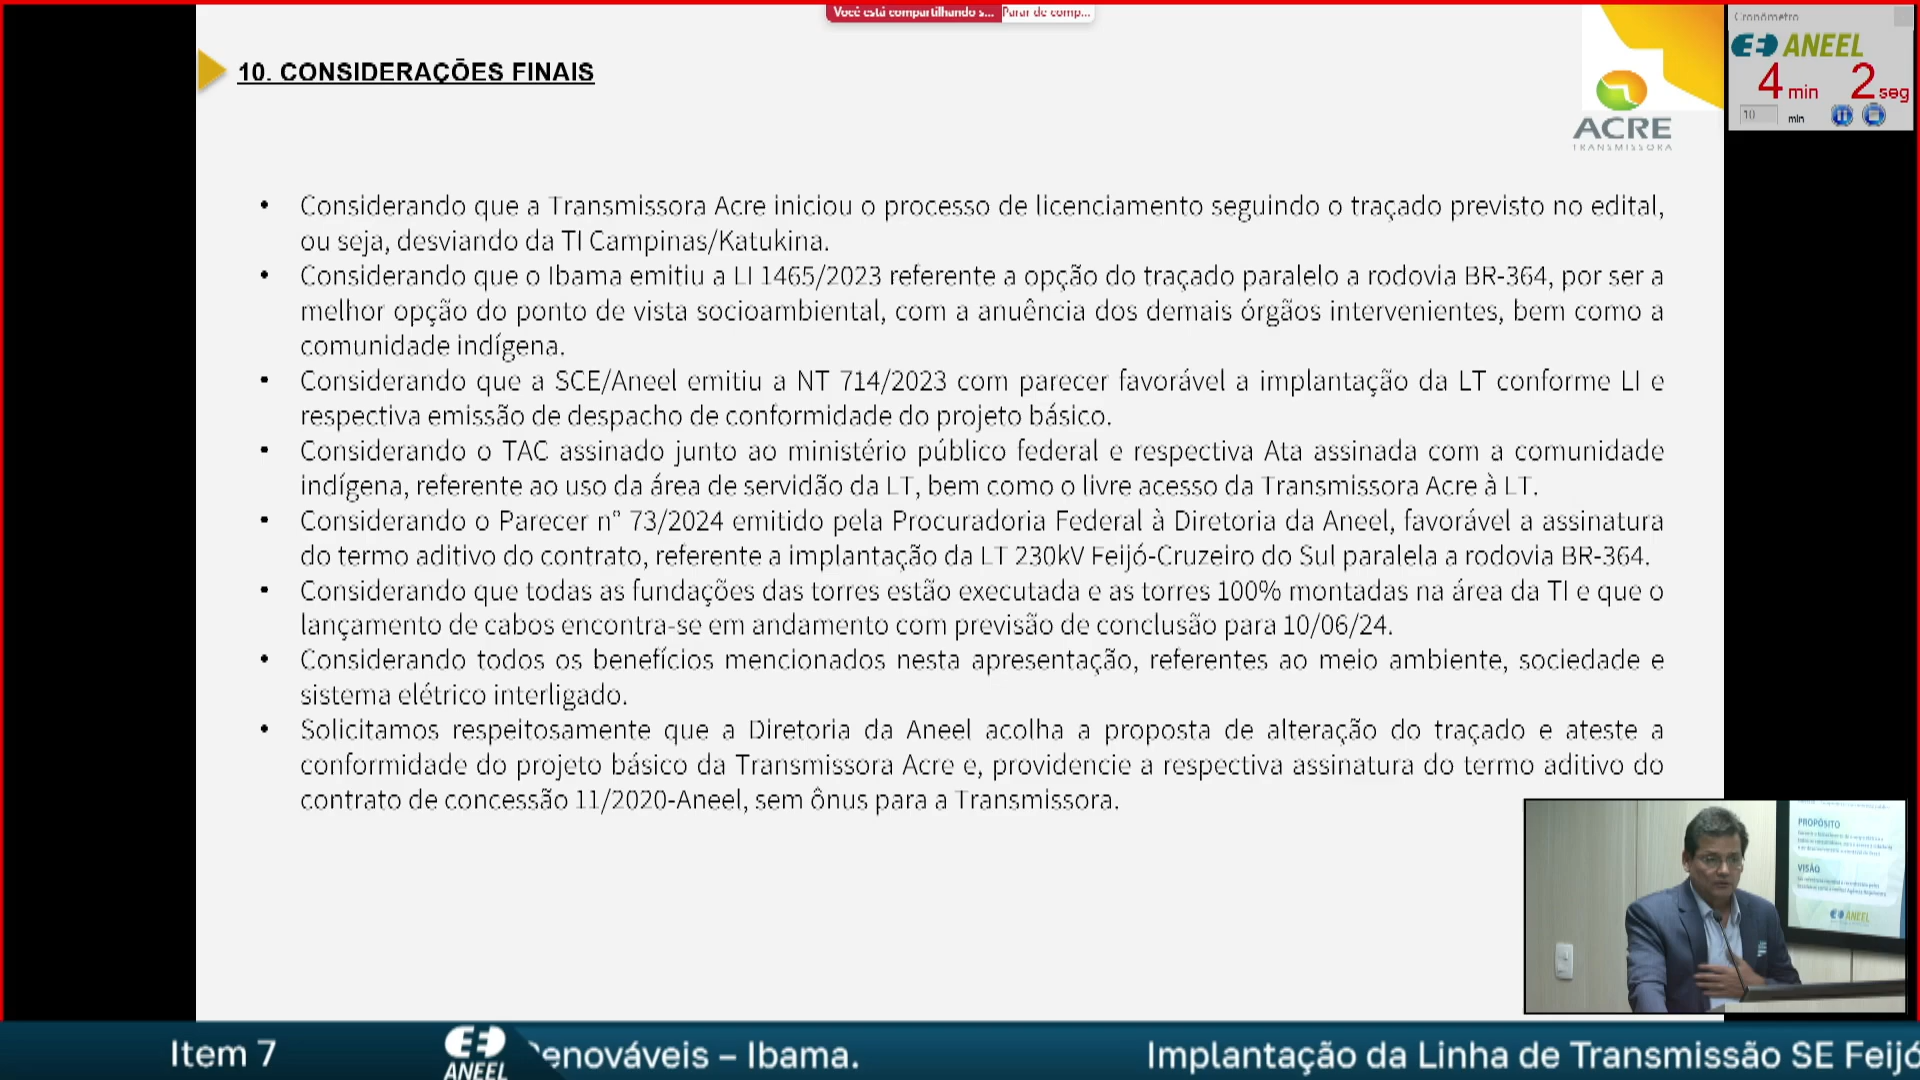 Você está compartilhando s... Parar de comp...
Cronômetro
ANEEL
4 min 2 seg
10 min
10. CONSIDERAÇÕES FINAIS
ACRE
TRANSMISSORA
• Considerando que a Transmissora Acre iniciou o processo de licenciamento seguindo o traçado previsto no edital,
ou seja, desviando da TI Campinas/Katukina.
• Considerando que o Ibama emitiu a LI 1465/2023 referente a opção do traçado paralelo a rodovia BR-364, por ser a
melhor opção do ponto de vista socioambiental, com a anuência dos demais órgãos intervenientes, bem como a
comunidade indígena.
• Considerando que a SCE/Aneel emitiu a NT 714/2023 com parecer favorável a implantação da LT conforme LI e
respectiva emissão de despacho de conformidade do projeto básico.
• Considerando o TAC assinado junto ao ministério público federal e respectiva Ata assinada com a comunidade
indígena, referente ao uso da área de servidão da LT, bem como o livre acesso da Transmissora Acre à LT.
• Considerando o Parecer n° 73/2024 emitido pela Procuradoria Federal à Diretoria da Aneel, favorável a assinatura
do termo aditivo do contrato, referente a implantação da LT 230kV Feijó-Cruzeiro do Sul paralela a rodovia BR-364.
• Considerando que todas as fundações das torres estão executada e as torres 100% montadas na área da TI e que o
lançamento de cabos encontra-se em andamento com previsão de conclusão para 10/06/24.
• Considerando todos os benefícios mencionados nesta apresentação, referentes ao meio ambiente, sociedade e
sistema elétrico interligado.
• Solicitamos respeitosamente que a Diretoria da Aneel acolha a proposta de alteração do traçado e ateste a
conformidade do projeto básico da Transmissora Acre e, providencie a respectiva assinatura do termo aditivo do
contrato de concessão 11/2020-Aneel, sem ônus para a Transmissora.
PROPÓSITO
VISÃO
ANEEL
Item 7
ANEEL
enováveis – Ibama.
Implantação da Linha de Transmissão SE Feijó